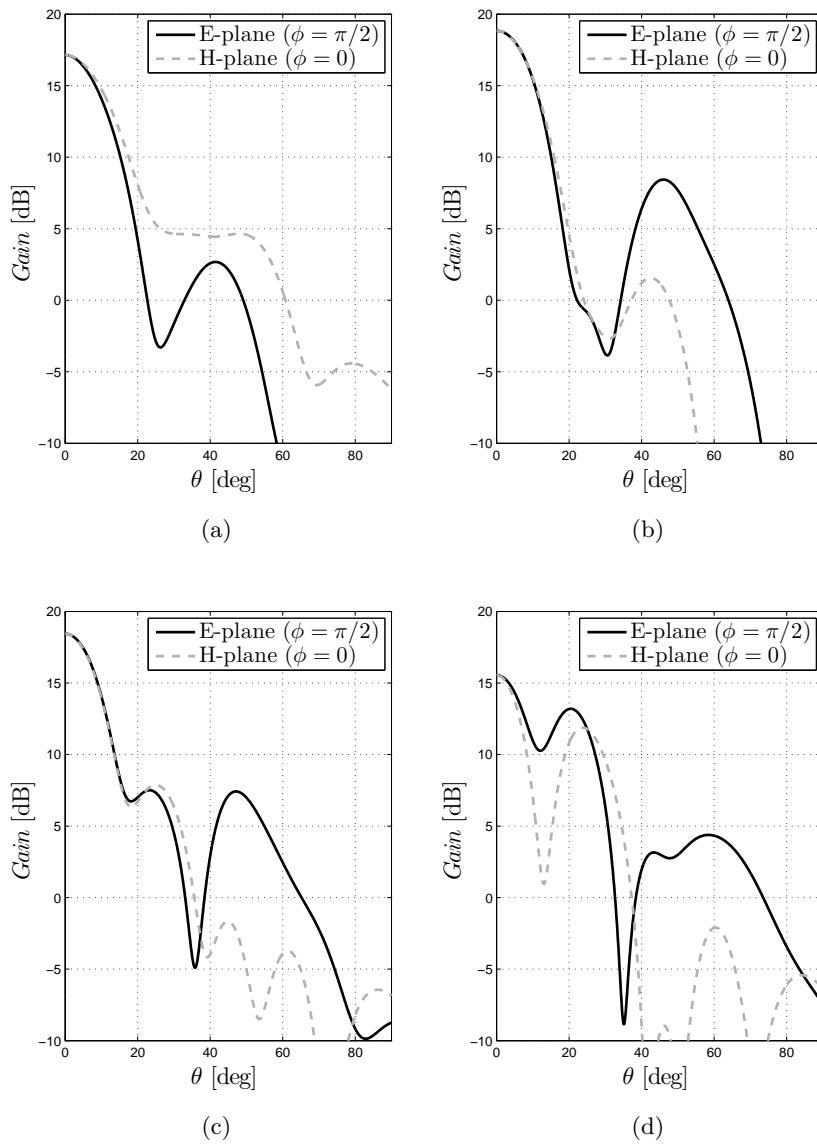 20
15
10
5
0
−5
−10
Gain [dB]
E-plane (ϕ = π/2)
H-plane (ϕ = 0)
0 20 40 60 80
θ [deg]
(a)
20
15
10
5
0
−5
−10
Gain [dB]
E-plane (ϕ = π/2)
H-plane (ϕ = 0)
0 20 40 60 80
θ [deg]
(b)
20
15
10
5
0
−5
−10
Gain [dB]
E-plane (ϕ = π/2)
H-plane (ϕ = 0)
0 20 40 60 80
θ [deg]
(c)
20
15
10
5
0
−5
−10
Gain [dB]
E-plane (ϕ = π/2)
H-plane (ϕ = 0)
0 20 40 60 80
θ [deg]
(d)